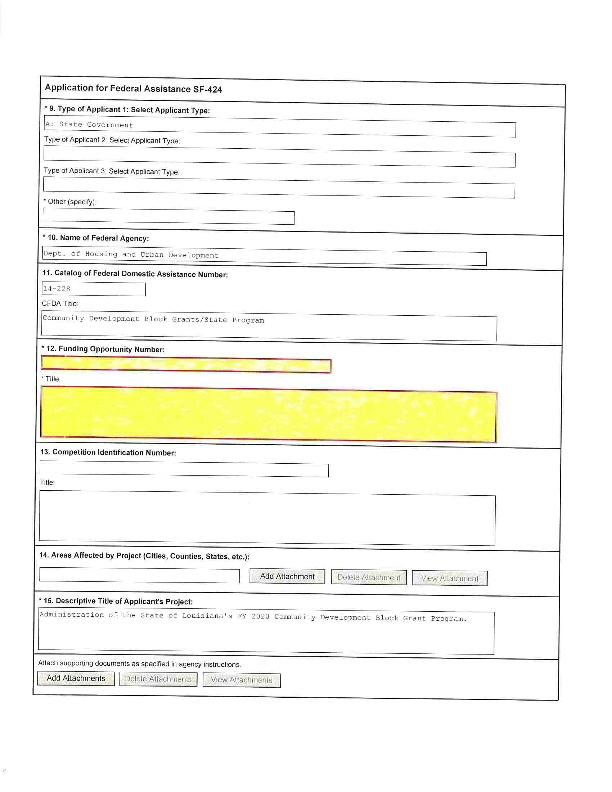 Application for Federal Assistance SF-424
* 9. Type of Applicant 1: Select Applicant Type:
A: State Government
Type of Applicant 2: Select Applicant Type:
Type of Applicant 3: Select Applicant Type:
* Other (specify):
* 10. Name of Federal Agency:
Dept. of Housing and Urban Development
11. Catalog of Federal Domestic Assistance Number:
14-228
CFDA Title:
Community Development Block Grants/State Program
* 12. Funding Opportunity Number:
* Title:
13. Competition Identification Number:
Title:
14. Areas Affected by Project (Cities, Counties, States, etc.):
Add Attachment Delete Attachment View Attachment
* 15. Descriptive Title of Applicant's Project:
Administration of the State of Louisiana's FY 2020 Community Development Block Grant Program.
Attach supporting documents as specified in agency instructions.
Add Attachments Delete Attachments View Attachments